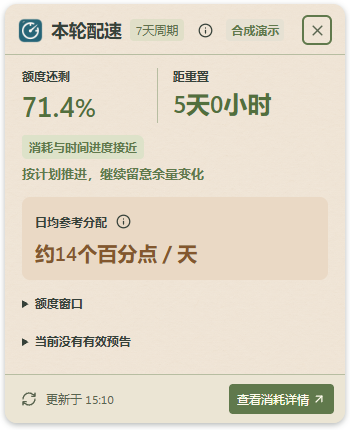 本轮配速 7天周期 合成演示
额度还剩
71.4%
距重置
5天0小时
消耗与时间进度接近
按计划推进，继续留意余量变化
日均参考分配
约14个百分点 / 天
额度窗口
当前没有有效预告
更新于 15:10
查看消耗详情